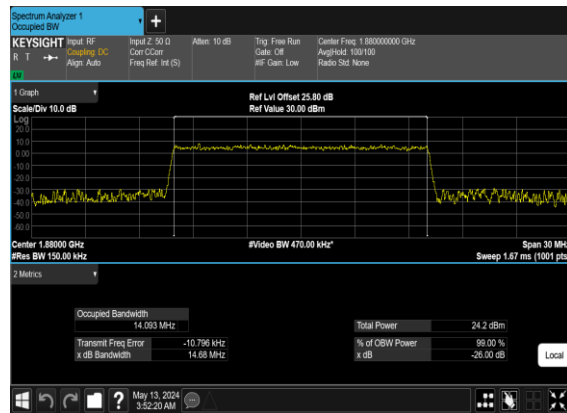 Spectrum Analyzer 1
Occupied BW
+
KEYSIGHT Input: RF Input Z: 50 Ω Atten: 10 dB Trig: Free Run Center Freq: 1.880000000 GHz
R T Coupling: DC Corr CCorr Gate: Off Avg|Hold: 100/100
Align: Auto Freq Ref: Int (S) #IF Gain: Low Radio Std: None
1 Graph
Scale/Div 10.0 dB Ref Lvl Offset 25.80 dB
Ref Value 30.00 dBm
Log
20.0
10.0
0.00
-10.0
-20.0
-30.0
-40.0
-50.0
-60.0
Center 1.88000 GHz #Video BW 470.00 kHz* Span 30 MHz
#Res BW 150.00 kHz Sweep 1.67 ms (1001 pts)
2 Metrics
Occupied Bandwidth
14.093 MHz Total Power 24.2 dBm
Transmit Freq Error -10.796 kHz % of OBW Power 99.00 %
x dB Bandwidth 14.68 MHz x dB -26.00 dB
Local
? May 13, 2024
3:52:20 AM